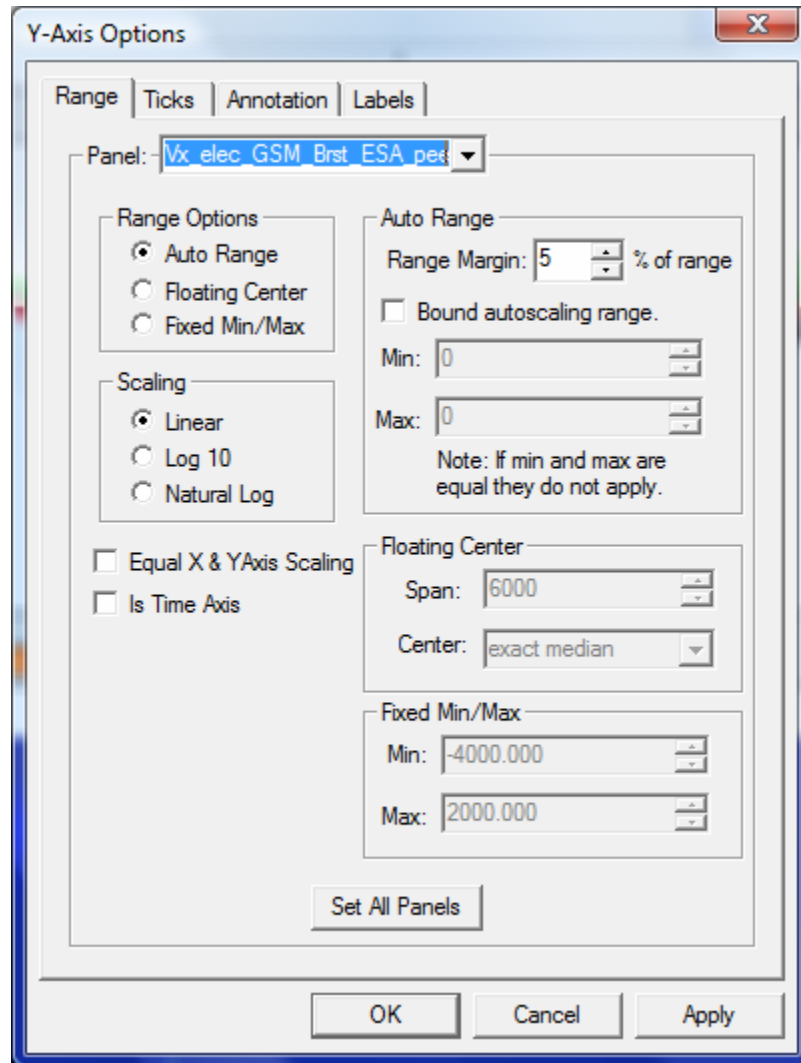 Y-Axis Options
Range Ticks Annotation Labels
Panel: Vx_elec_GSM_Brst_ESA_pee
Range Options
Auto Range
Floating Center
Fixed Min/Max
Scaling
Linear
Log 10
Natural Log
Equal X & YAxis Scaling
Is Time Axis
Auto Range
Range Margin: 5 % of range
Bound autoscaling range.
Min: 0
Max: 0
Note: If min and max are
equal they do not apply.
Floating Center
Span: 6000
Center: exact median
Fixed Min/Max
Min: -4000.000
Max: 2000.000
Set All Panels
OK Cancel Apply